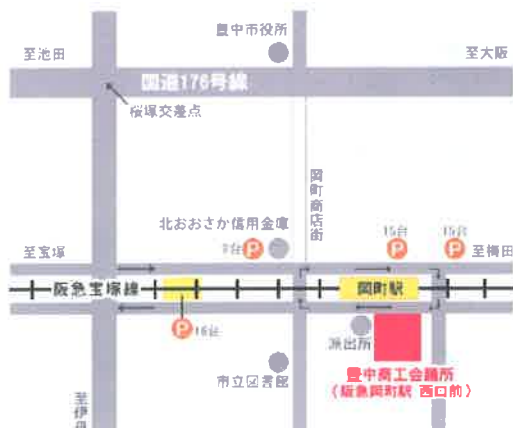 豊中市役所
至池田
至大阪
国道176号線
桜塚交差点
岡町商店街
北おおさか信用金庫
15台
15台
至宝塚
P
P
P
至梅田
阪急宝塚線
岡町駅
P
16台
派出所
市立図書館
豊中商工会議所
(阪急岡町駅 西口前)
至伊丹